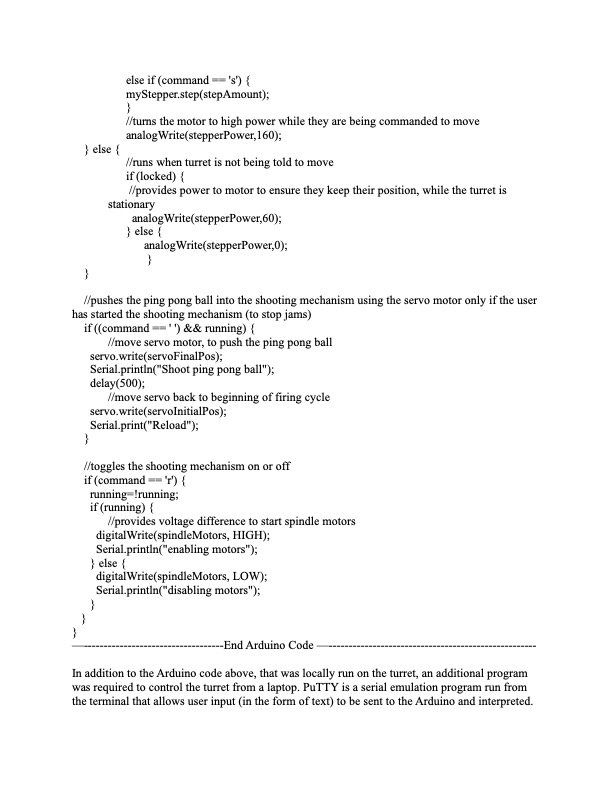 else if (command == 's') {
myStepper.step(stepAmount);
}
//turns the motor to high power while they are being commanded to move
analogWrite(stepperPower,160);
} else {
//runs when turret is not being told to move
if (locked) {
//provides power to motor to ensure they keep their position, while the turret is
stationary
analogWrite(stepperPower,60);
} else {
analogWrite(stepperPower,0);
}
}
//pushes the ping pong ball into the shooting mechanism using the servo motor only if the user
has started the shooting mechanism (to stop jams)
if ((command == ' ') && running) {
//move servo motor, to push the ping pong ball
servo.write(servoFinalPos);
Serial.println("Shoot ping pong ball");
delay(500);
//move servo back to beginning of firing cycle
servo.write(servoInitialPos);
Serial.print("Reload");
}
//toggles the shooting mechanism on or off
if (command == 'r') {
running=!running;
if (running) {
//provides voltage difference to start spindle motors
digitalWrite(spindleMotors, HIGH);
Serial.println("enabling motors");
} else {
digitalWrite(spindleMotors, LOW);
Serial.println("disabling motors");
}
}
}
—-----------------------------------End Arduino Code —----------------------------------------------------
In addition to the Arduino code above, that was locally run on the turret, an additional program
was required to control the turret from a laptop. PuTTY is a serial emulation program run from
the terminal that allows user input (in the form of text) to be sent to the Arduino and interpreted.